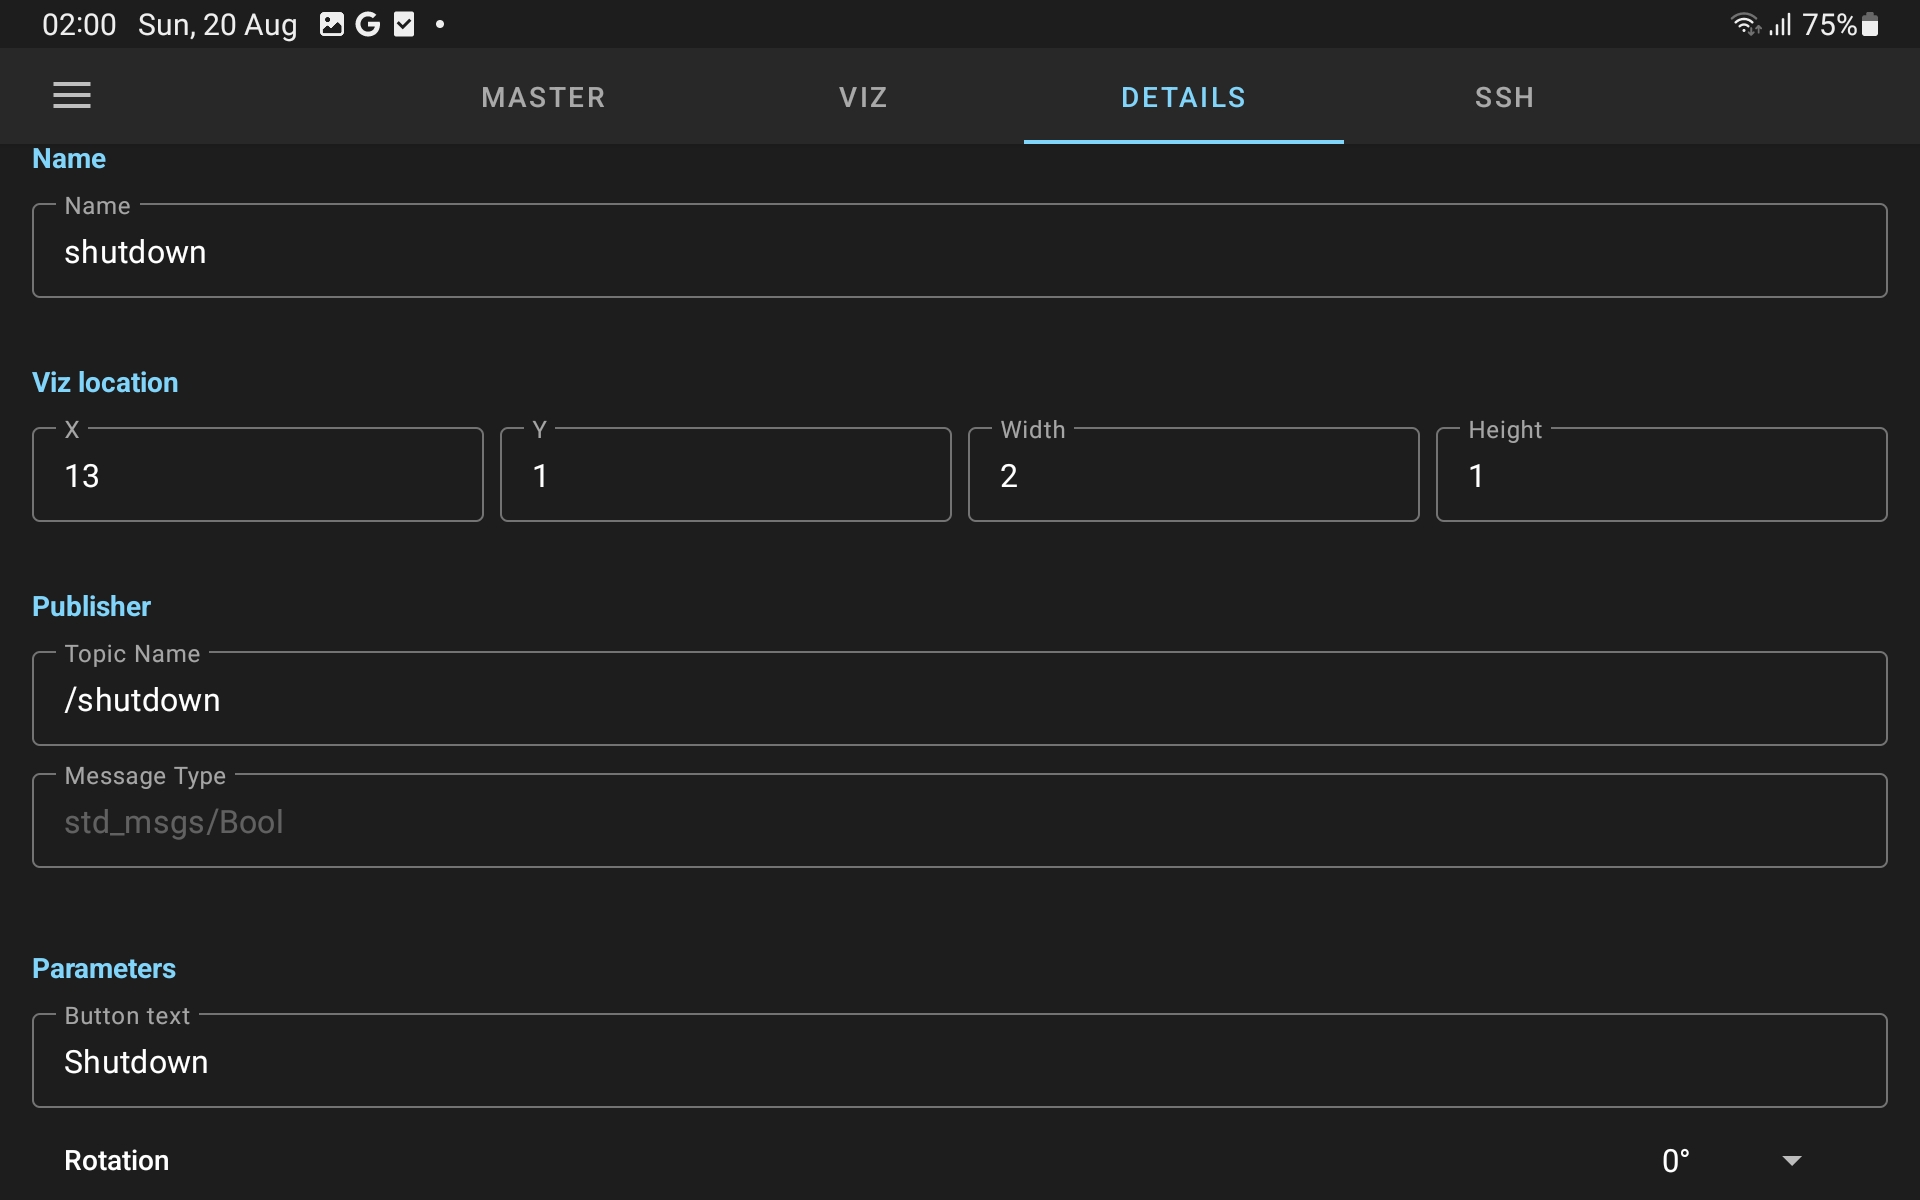 02:00 Sun, 20 Aug 75%
MASTER VIZ DETAILS SSH
Name
Name
shutdown
Viz location
X Y Width Height
13 1 2 1
Publisher
Topic Name
/shutdown
Message Type
std_msgs/Bool
Parameters
Button text
Shutdown
Rotation 0°